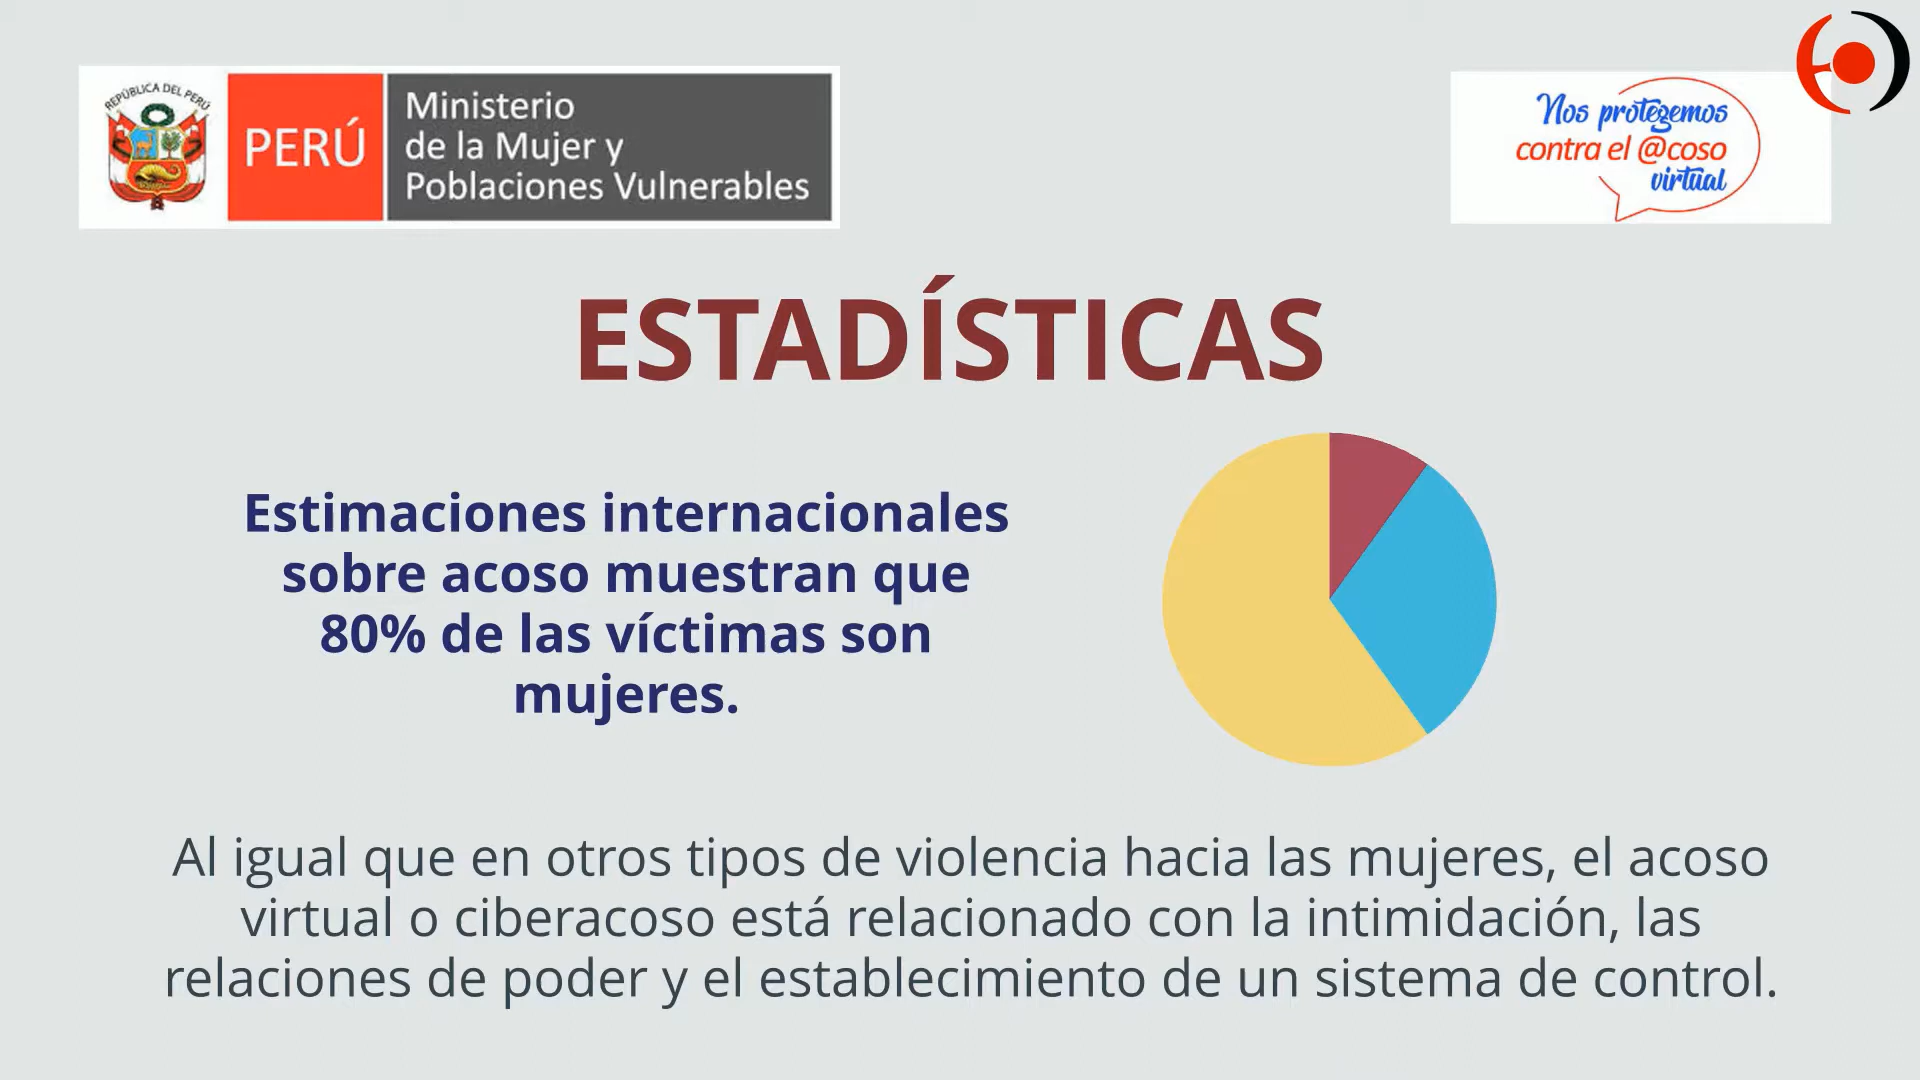 REPÚBLICA DEL PERÚ
PERÚ
Ministerio
de la Mujer y
Poblaciones Vulnerables
Nos protegemos
contra el @coso
virtual
ESTADÍSTICAS
Estimaciones internacionales
sobre acoso muestran que
80% de las víctimas son
mujeres.
Al igual que en otros tipos de violencia hacia las mujeres, el acoso
virtual o ciberacoso está relacionado con la intimidación, las
relaciones de poder y el establecimiento de un sistema de control.